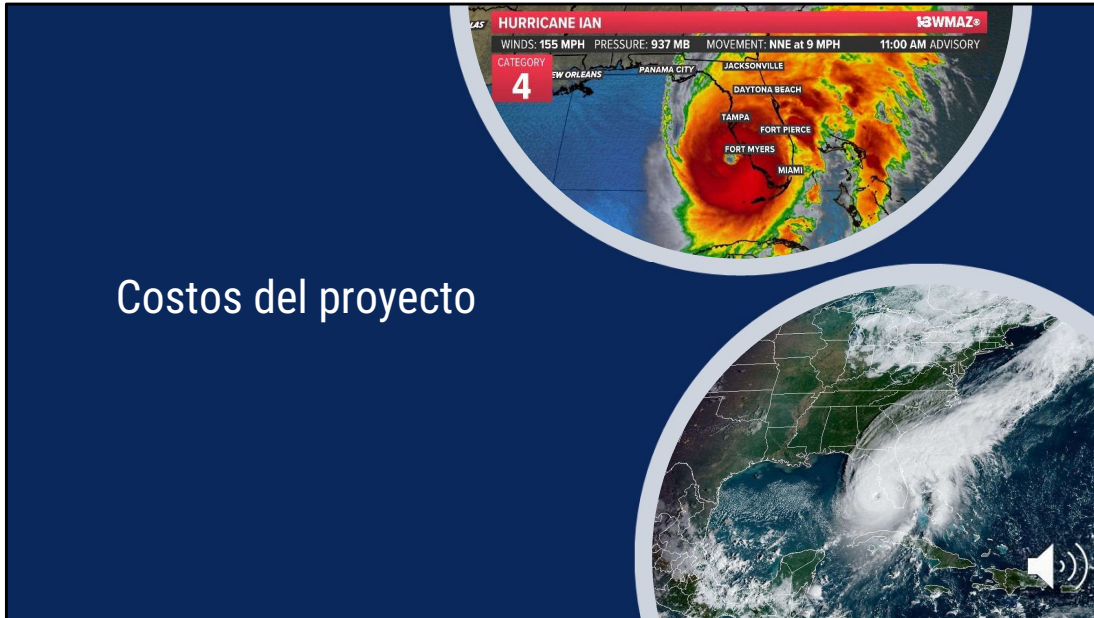 HURRICANE IAN
13WMAZ
WINDS: 155 MPH PRESSURE: 937 MB MOVEMENT: NNE at 9 MPH 11:00 AM ADVISORY
CATEGORY
4
EW ORLEANS
PANAMA CITY
JACKSONVILLE
DAYTONA BEACH
TAMPA
FORT PIERCE
FORT MYERS
MIAMI
Costos del proyecto